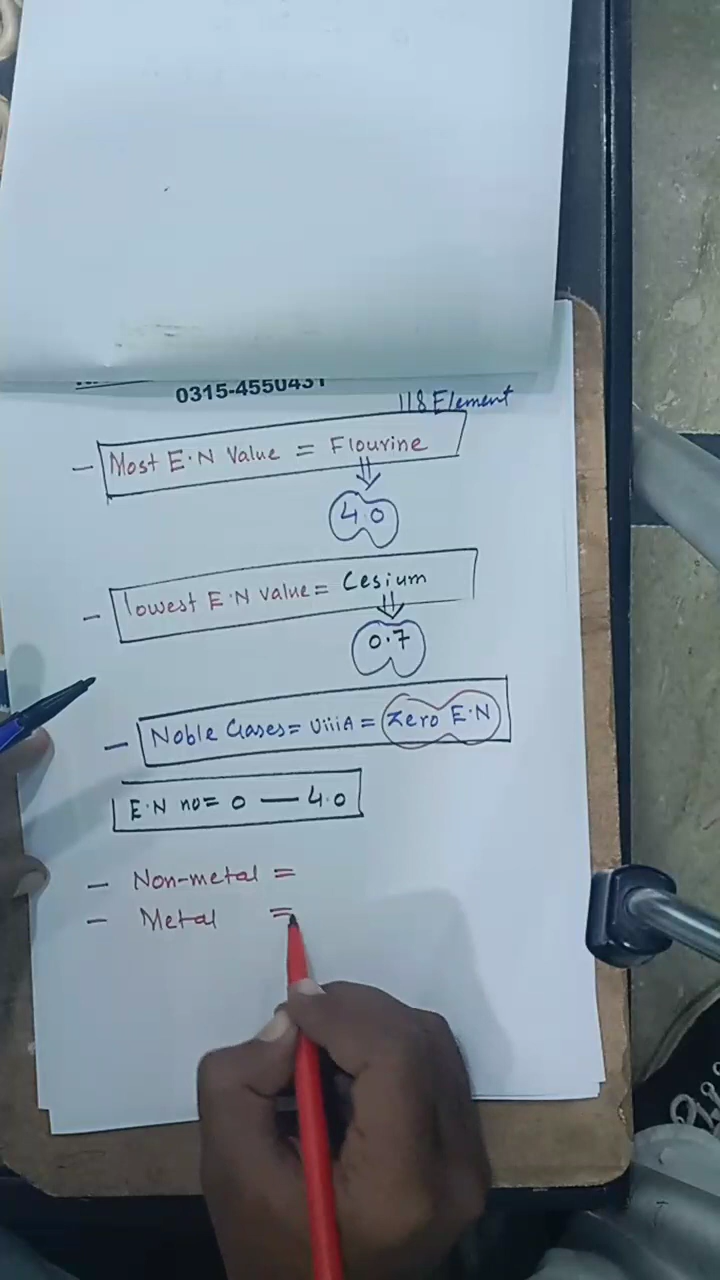 0315-4550431
118 Element
- Most E.N Value = Flourine
4.0
- lowest E.N value = Cesium
0.7
- Noble Gases = viiiA = Zero E.N
E.N no = 0 — 4.0
- Non-metal =
- Metal =